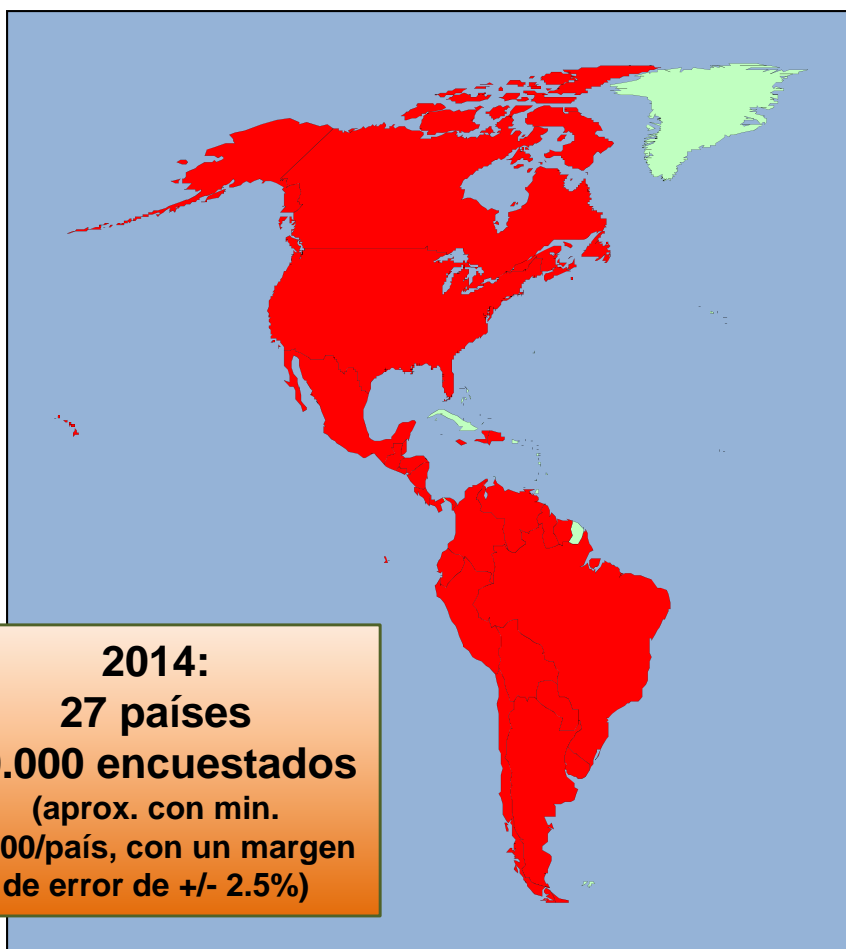 2014:
27 países
.000 encuestados
(aprox. con min.
00/país, con un margen
de error de +/- 2.5%)